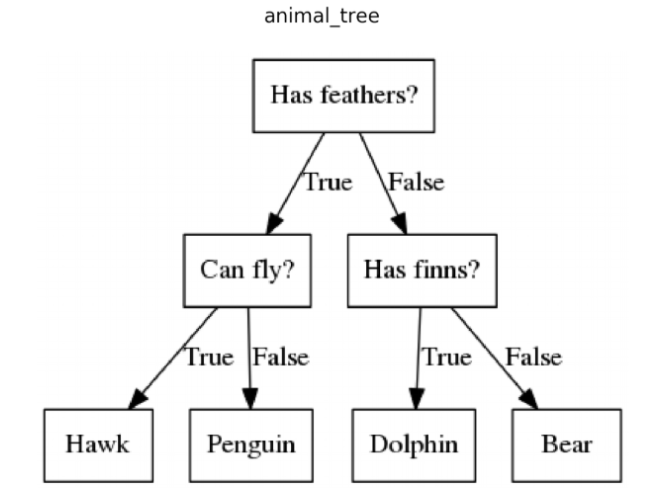 animal_tree
Has feathers?
True False
Can fly? Has finns?
True False True False
Hawk Penguin Dolphin Bear